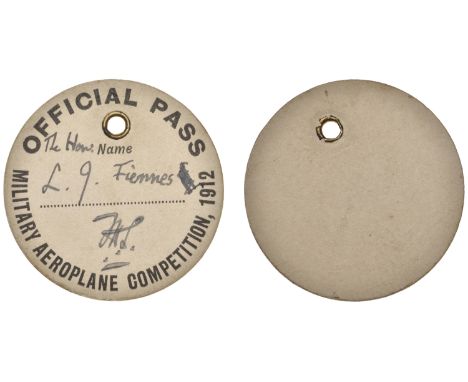 OFFICIAL PASS
The Hon. Name
L. J. Fiennes
MILITARY AEROPLANE COMPETITION, 1912